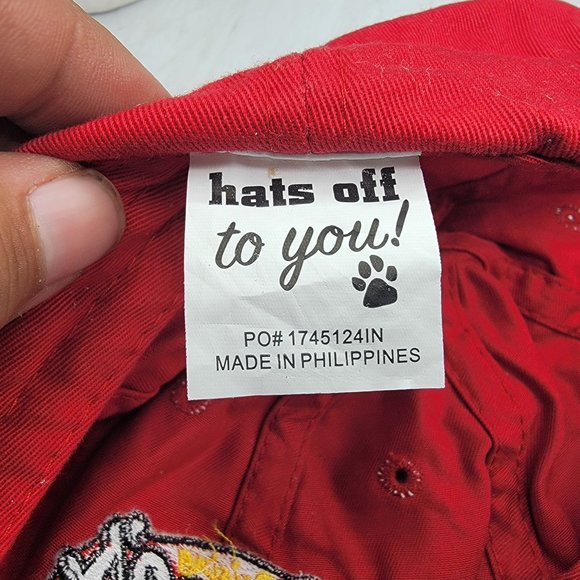 hats off
to you!
PO# 1745124IN
MADE IN PHILIPPINES